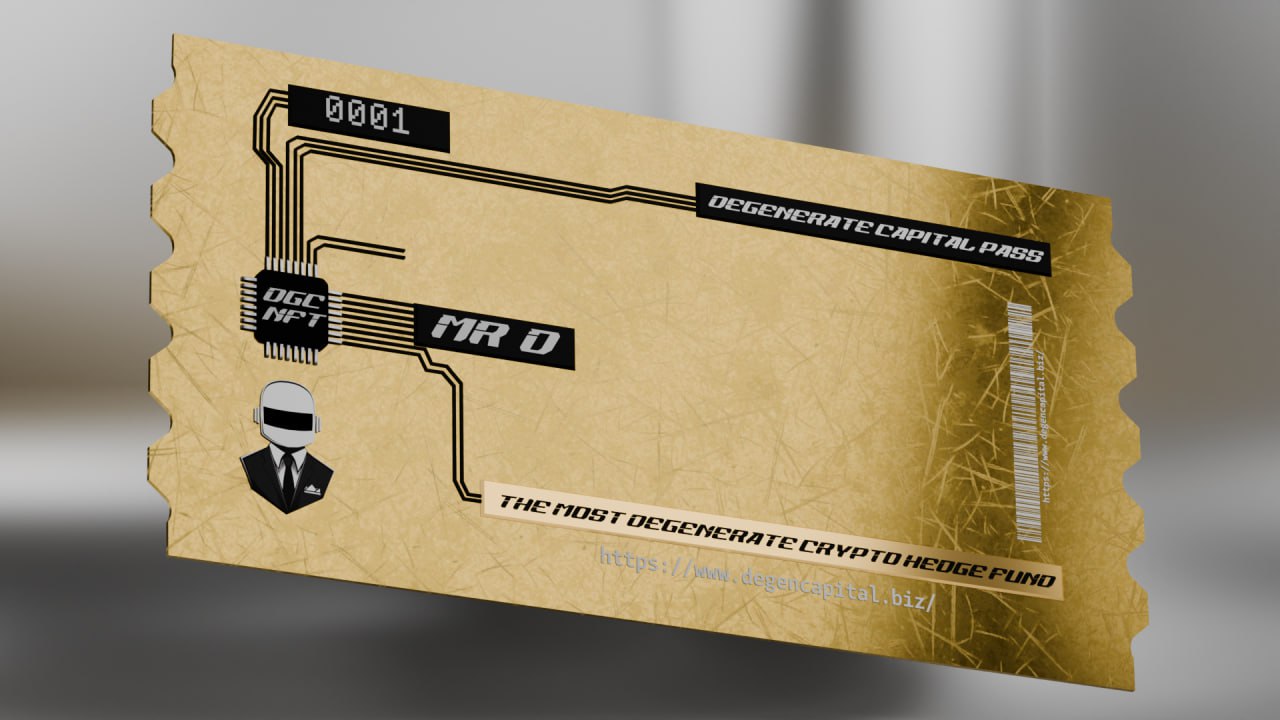 0001
DEGENERATE CAPITAL PASS
DGC
NFT
MR D
https://www.degencapital.biz/
THE MOST DEGENERATE CRYPTO HEDGE FUND
https://www.degencapital.biz/